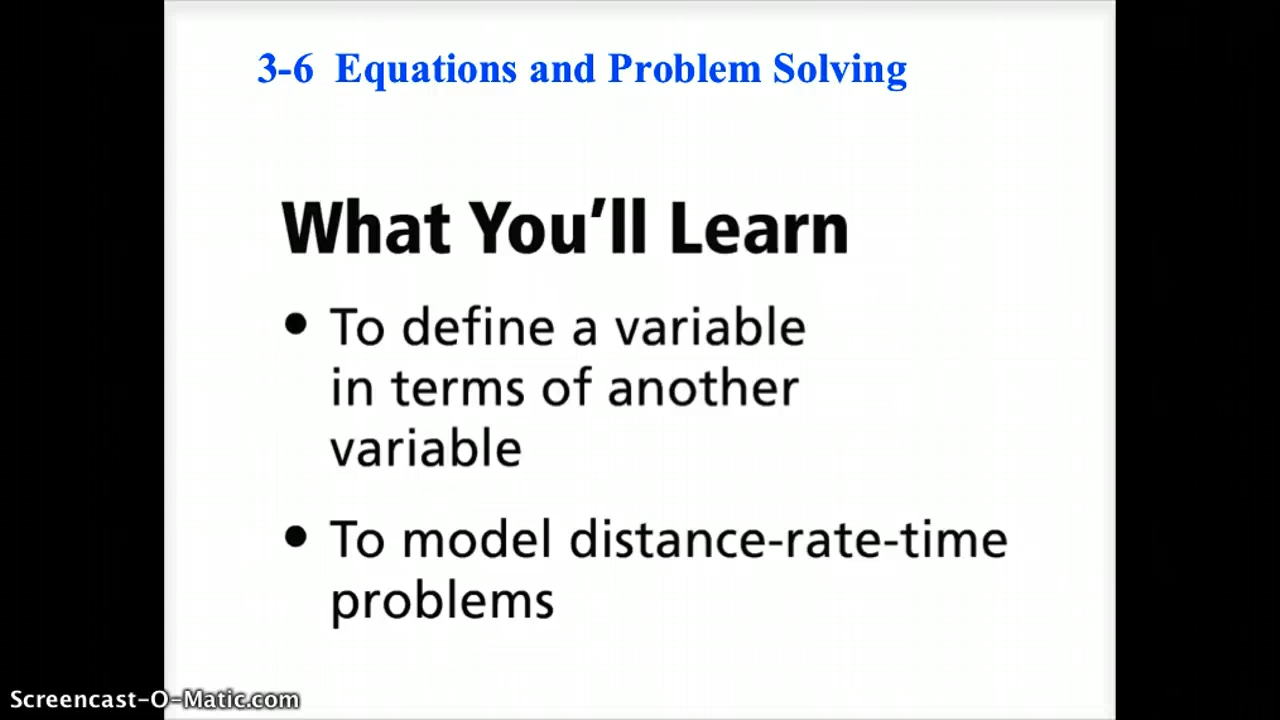 3-6 Equations and Problem Solving
What You’ll Learn
• To define a variable
in terms of another
variable
• To model distance-rate-time
problems
Screencast-O-Matic.com